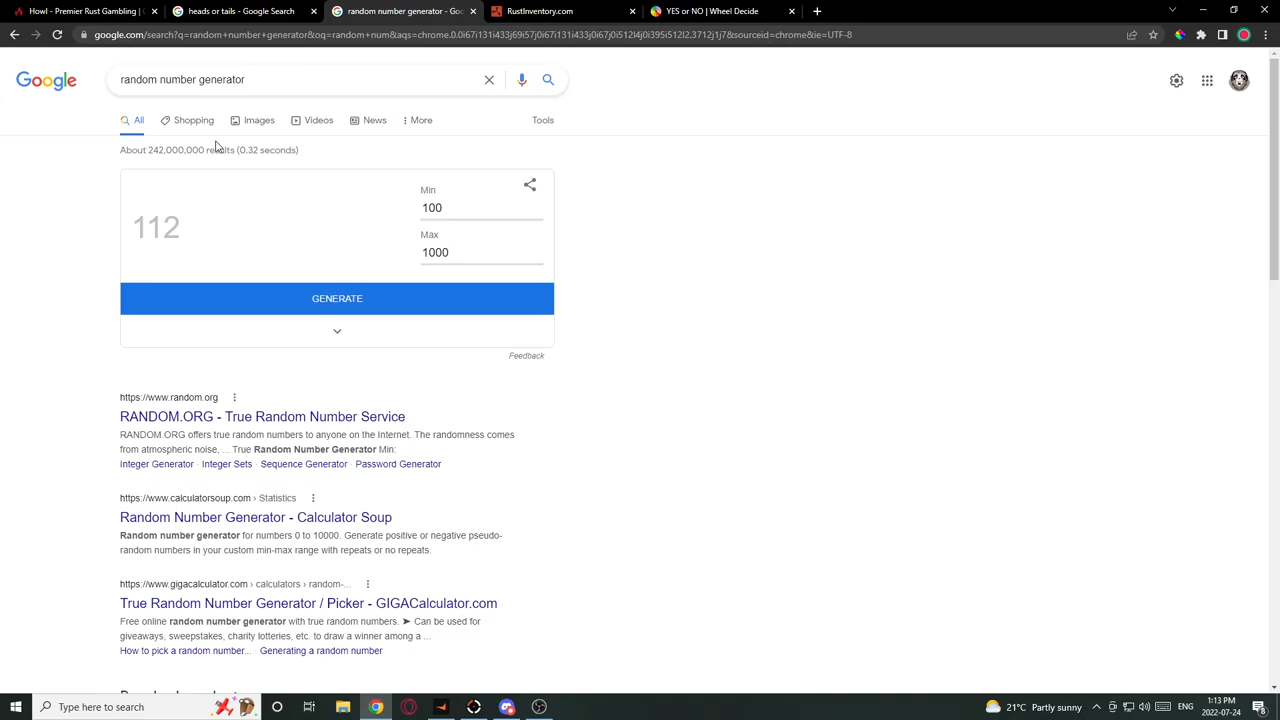 - Premier Rust Gambling |
Google Search
random number generator - Goo
RustInventory.com
YES or NO | Wheel Decide
google.com/search?q=random+number+generator&oq=random+num&aqs=chrome.0.0i67i131i433j69i57j0i67i131i433j0i67j0i512l4j0i395i512l2.3712j1j7&sourceid=chrome&ie=UTF-8
Google
random number generator
All
Shopping
Images
Videos
News
More
Tools
About 242,000,000 results (0.32 seconds)
112
Min
100
Max
1000
GENERATE
Feedback
https://www.random.org
RANDOM.ORG - True Random Number Service
RANDOM.ORG offers true random numbers to anyone on the Internet. The randomness comes
from atmospheric noise, ... True Random Number Generator Min:
Integer Generator · Integer Sets · Sequence Generator · Password Generator
https://www.calculatorsoup.com › Statistics
Random Number Generator - Calculator Soup
Random number generator for numbers 0 to 10000. Generate positive or negative pseudo-
random numbers in your custom min-max range with repeats or no repeats.
https://www.gigacalculator.com › calculators › random-...
True Random Number Generator / Picker - GIGACalculator.com
Free online random number generator with true random numbers. ➤ Can be used for
giveaways, sweepstakes, charity lotteries, etc. to draw a winner among a ...
How to pick a random number... · Generating a random number
Type here to search
21°C Partly sunny
ENG
1:13 PM
2022-07-24